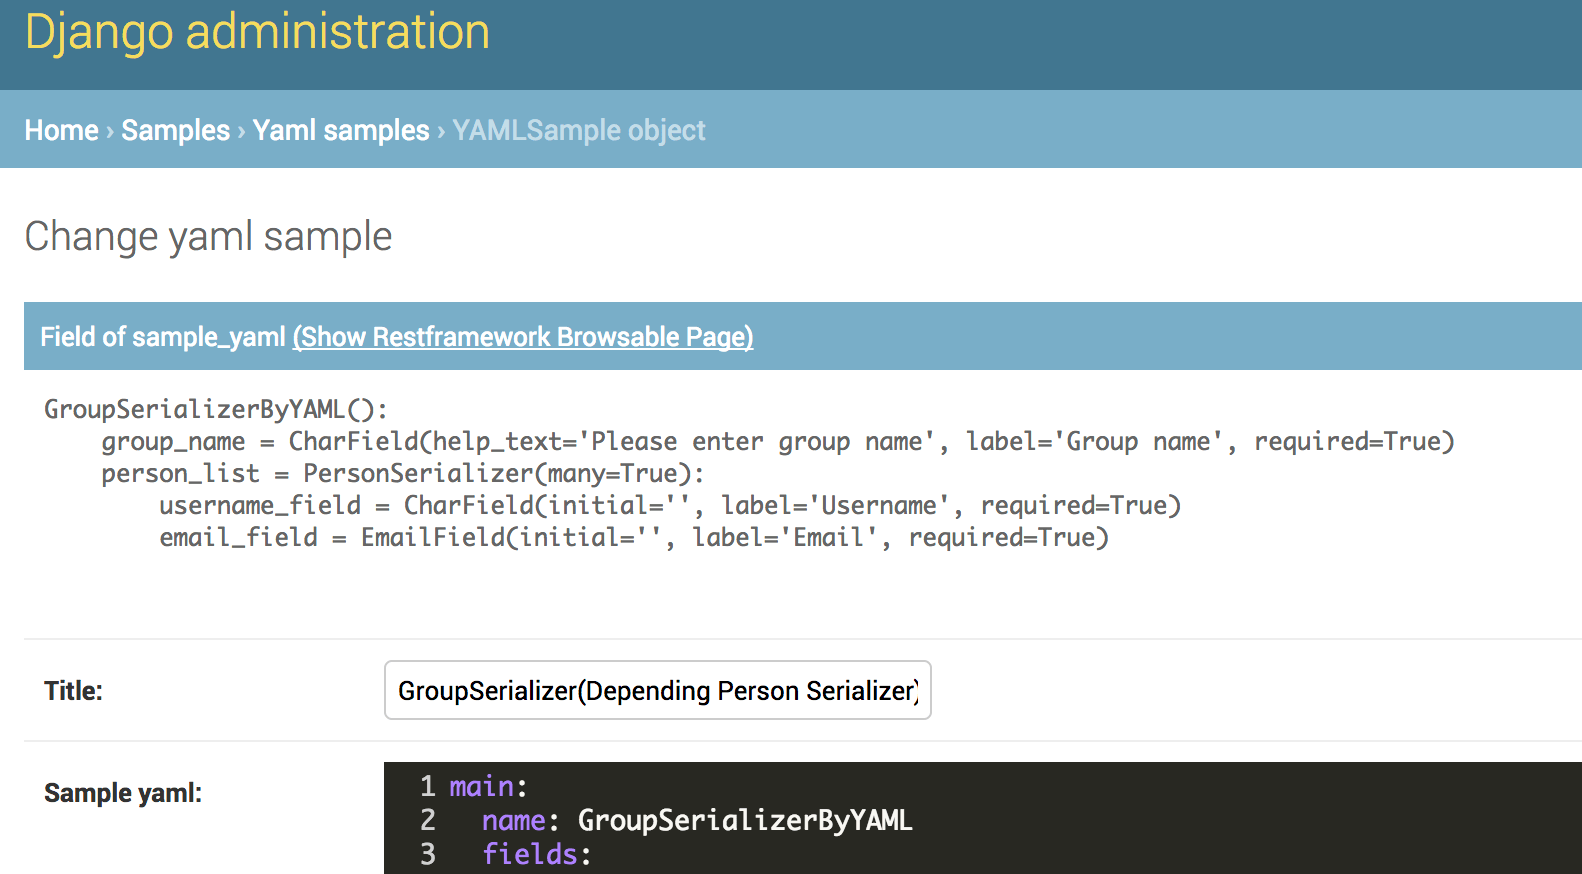 Django administration
Home › Samples › Yaml samples › YAMLSample object
Change yaml sample
Field of sample_yaml (Show Restframework Browsable Page)
GroupSerializerByYAML():
    group_name = CharField(help_text='Please enter group name', label='Group name', required=True)
    person_list = PersonSerializer(many=True):
        username_field = CharField(initial='', label='Username', required=True)
        email_field = EmailField(initial='', label='Email', required=True)
Title: GroupSerializer(Depending Person Serializer)
Sample yaml:
1 main:
2   name: GroupSerializerByYAML
3   fields: